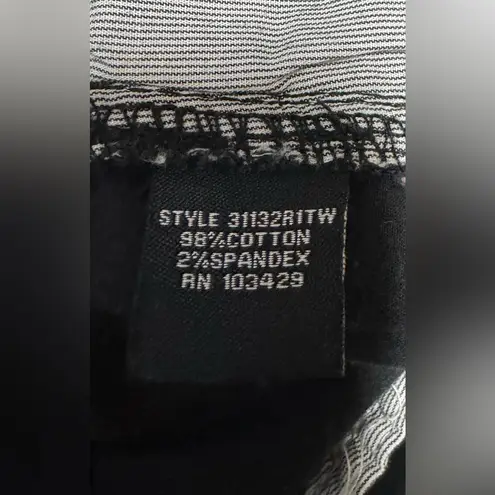 STYLE 31132R1TW
98%COTTON
2%SPANDEX
RN 103429